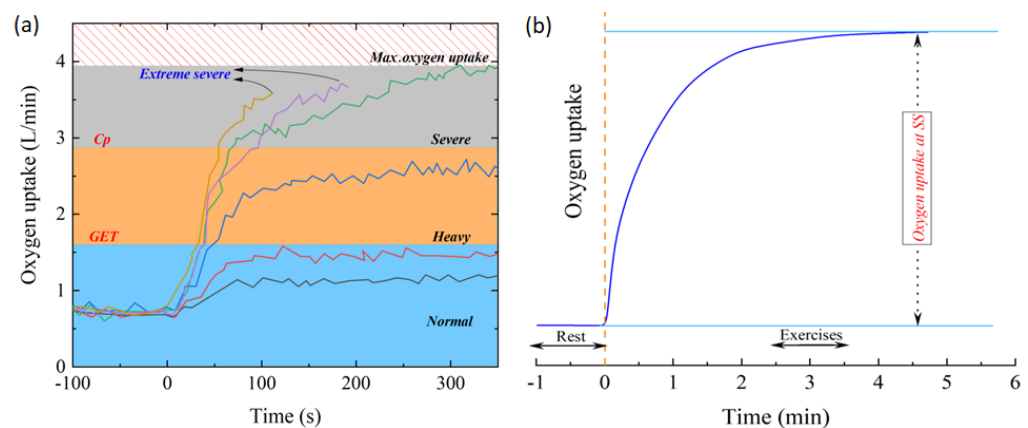 (a)
Oxygen uptake (L/min)
4
3
2
1
0
Max.oxygen uptake
Extreme severe
Cp
Severe
GET
Heavy
Normal
-100
0
100
200
300
Time (s)
(b)
Oxygen uptake
Oxygen uptake at SS
Rest
Exercises
-1
0
1
2
3
4
5
6
Time (min)